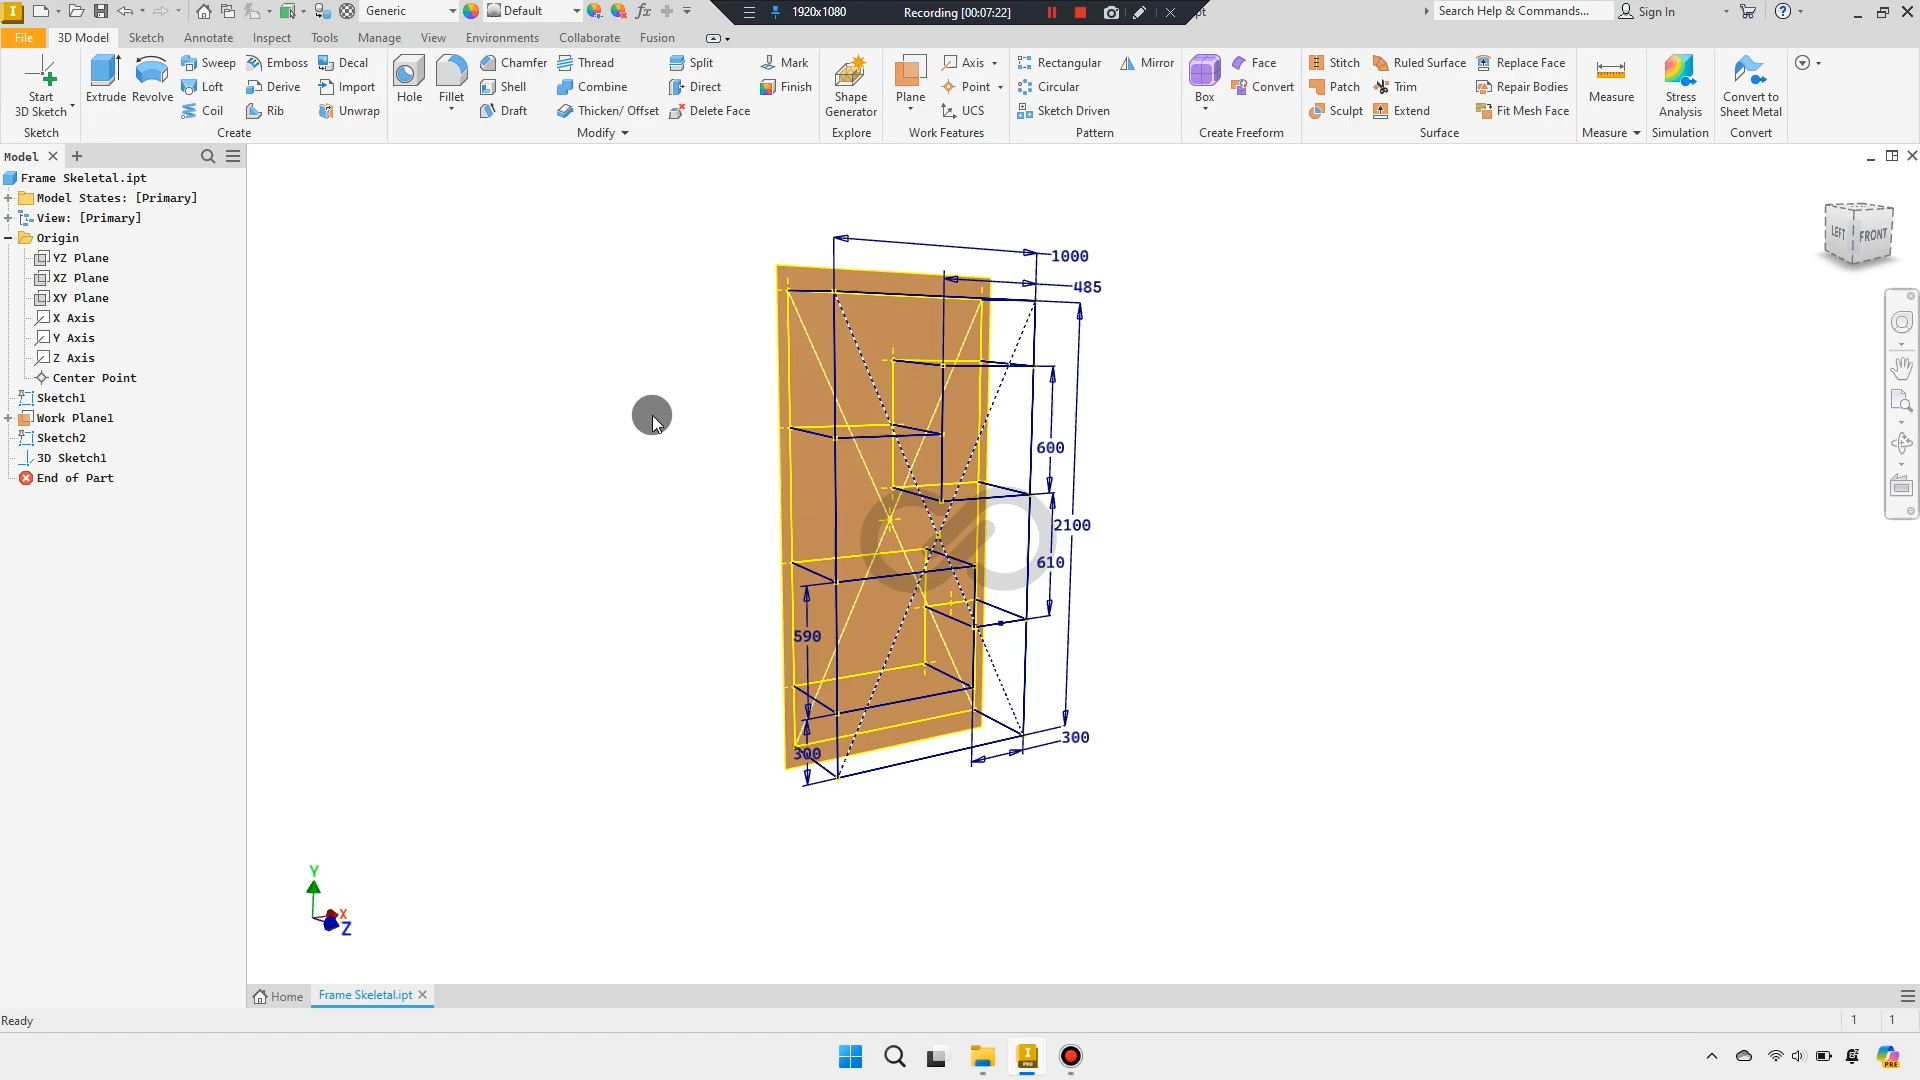 Generic
Default
1920x1080
Recording [00:07:22]
pt
Search Help & Commands...
Sign In
File
3D Model
Sketch
Annotate
Inspect
Tools
Manage
View
Environments
Collaborate
Fusion
Start
3D Sketch
Sketch
Extrude
Revolve
Sweep
Loft
Coil
Emboss
Derive
Rib
Decal
Import
Unwrap
Create
Hole
Fillet
Chamfer
Shell
Draft
Thread
Combine
Thicken/ Offset
Split
Direct
Delete Face
Modify
Mark
Finish
Shape
Generator
Explore
Plane
Axis
Point
UCS
Work Features
Rectangular
Circular
Sketch Driven
Mirror
Pattern
Box
Face
Convert
Create Freeform
Stitch
Patch
Sculpt
Ruled Surface
Trim
Extend
Replace Face
Repair Bodies
Fit Mesh Face
Surface
Measure
Measure
Stress
Analysis
Simulation
Convert to
Sheet Metal
Convert
Model
Frame Skeletal.ipt
Model States: [Primary]
View: [Primary]
Origin
YZ Plane
XZ Plane
XY Plane
X Axis
Y Axis
Z Axis
Center Point
Sketch1
Work Plane1
Sketch2
3D Sketch1
End of Part
1000
485
600
2100
610
590
300
300
LEFT
FRONT
Y
X
Z
Home
Frame Skeletal.ipt
Ready
1
1